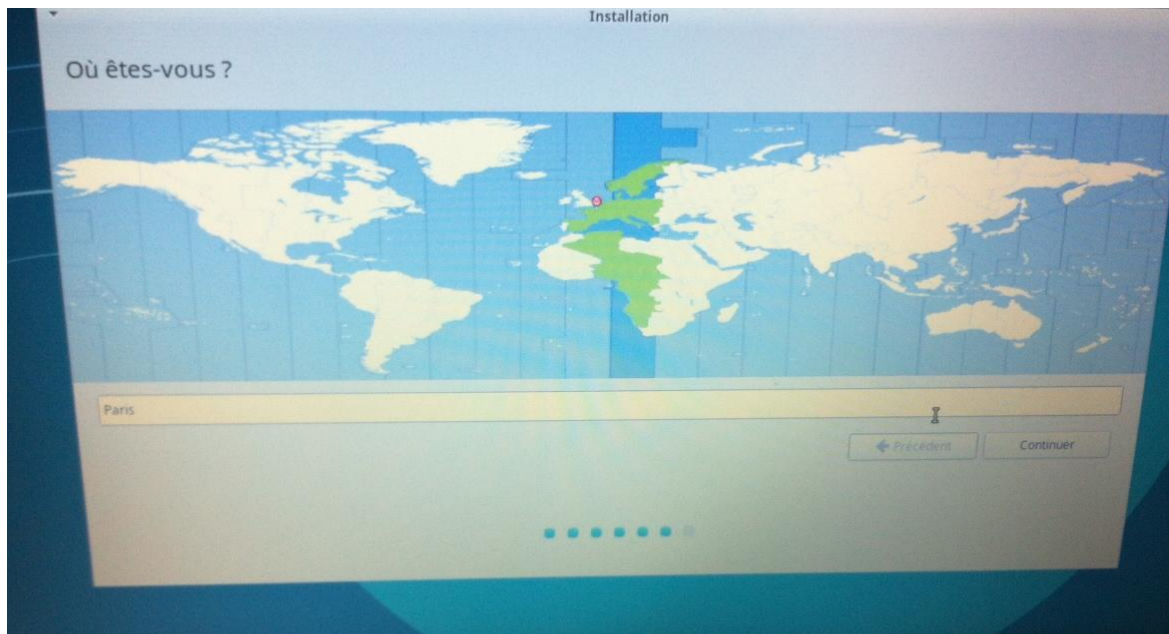 Installation
Où êtes-vous ?
Paris
Précédent
Continuer